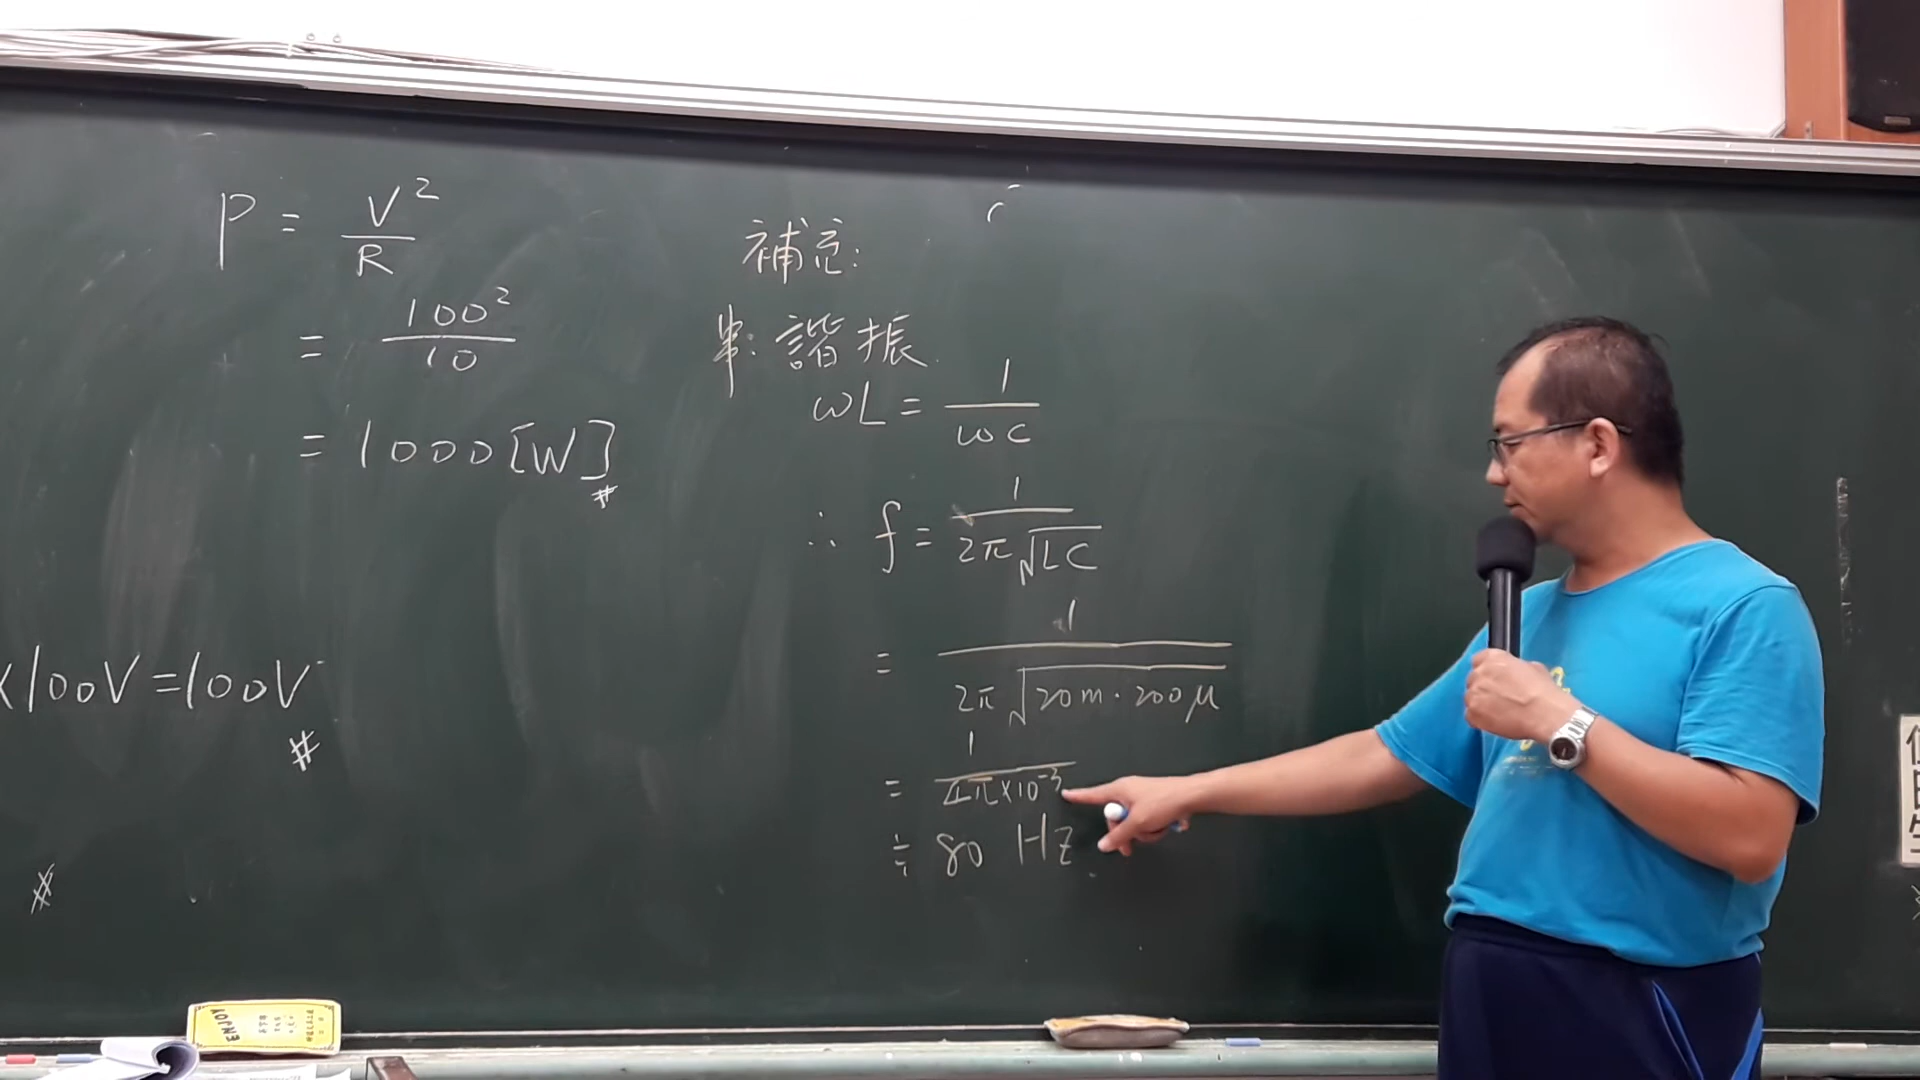 P = V²/R
= 100²/10
= 1000 [W] #
×100V = 100V #
#
補充:
串: 諧振
ωL = 1/ωC
∴ f = 1/2π√LC
= 1/2π√20m·200μ
= 1/4π×10⁻³
≑ 80 Hz
ENJOY